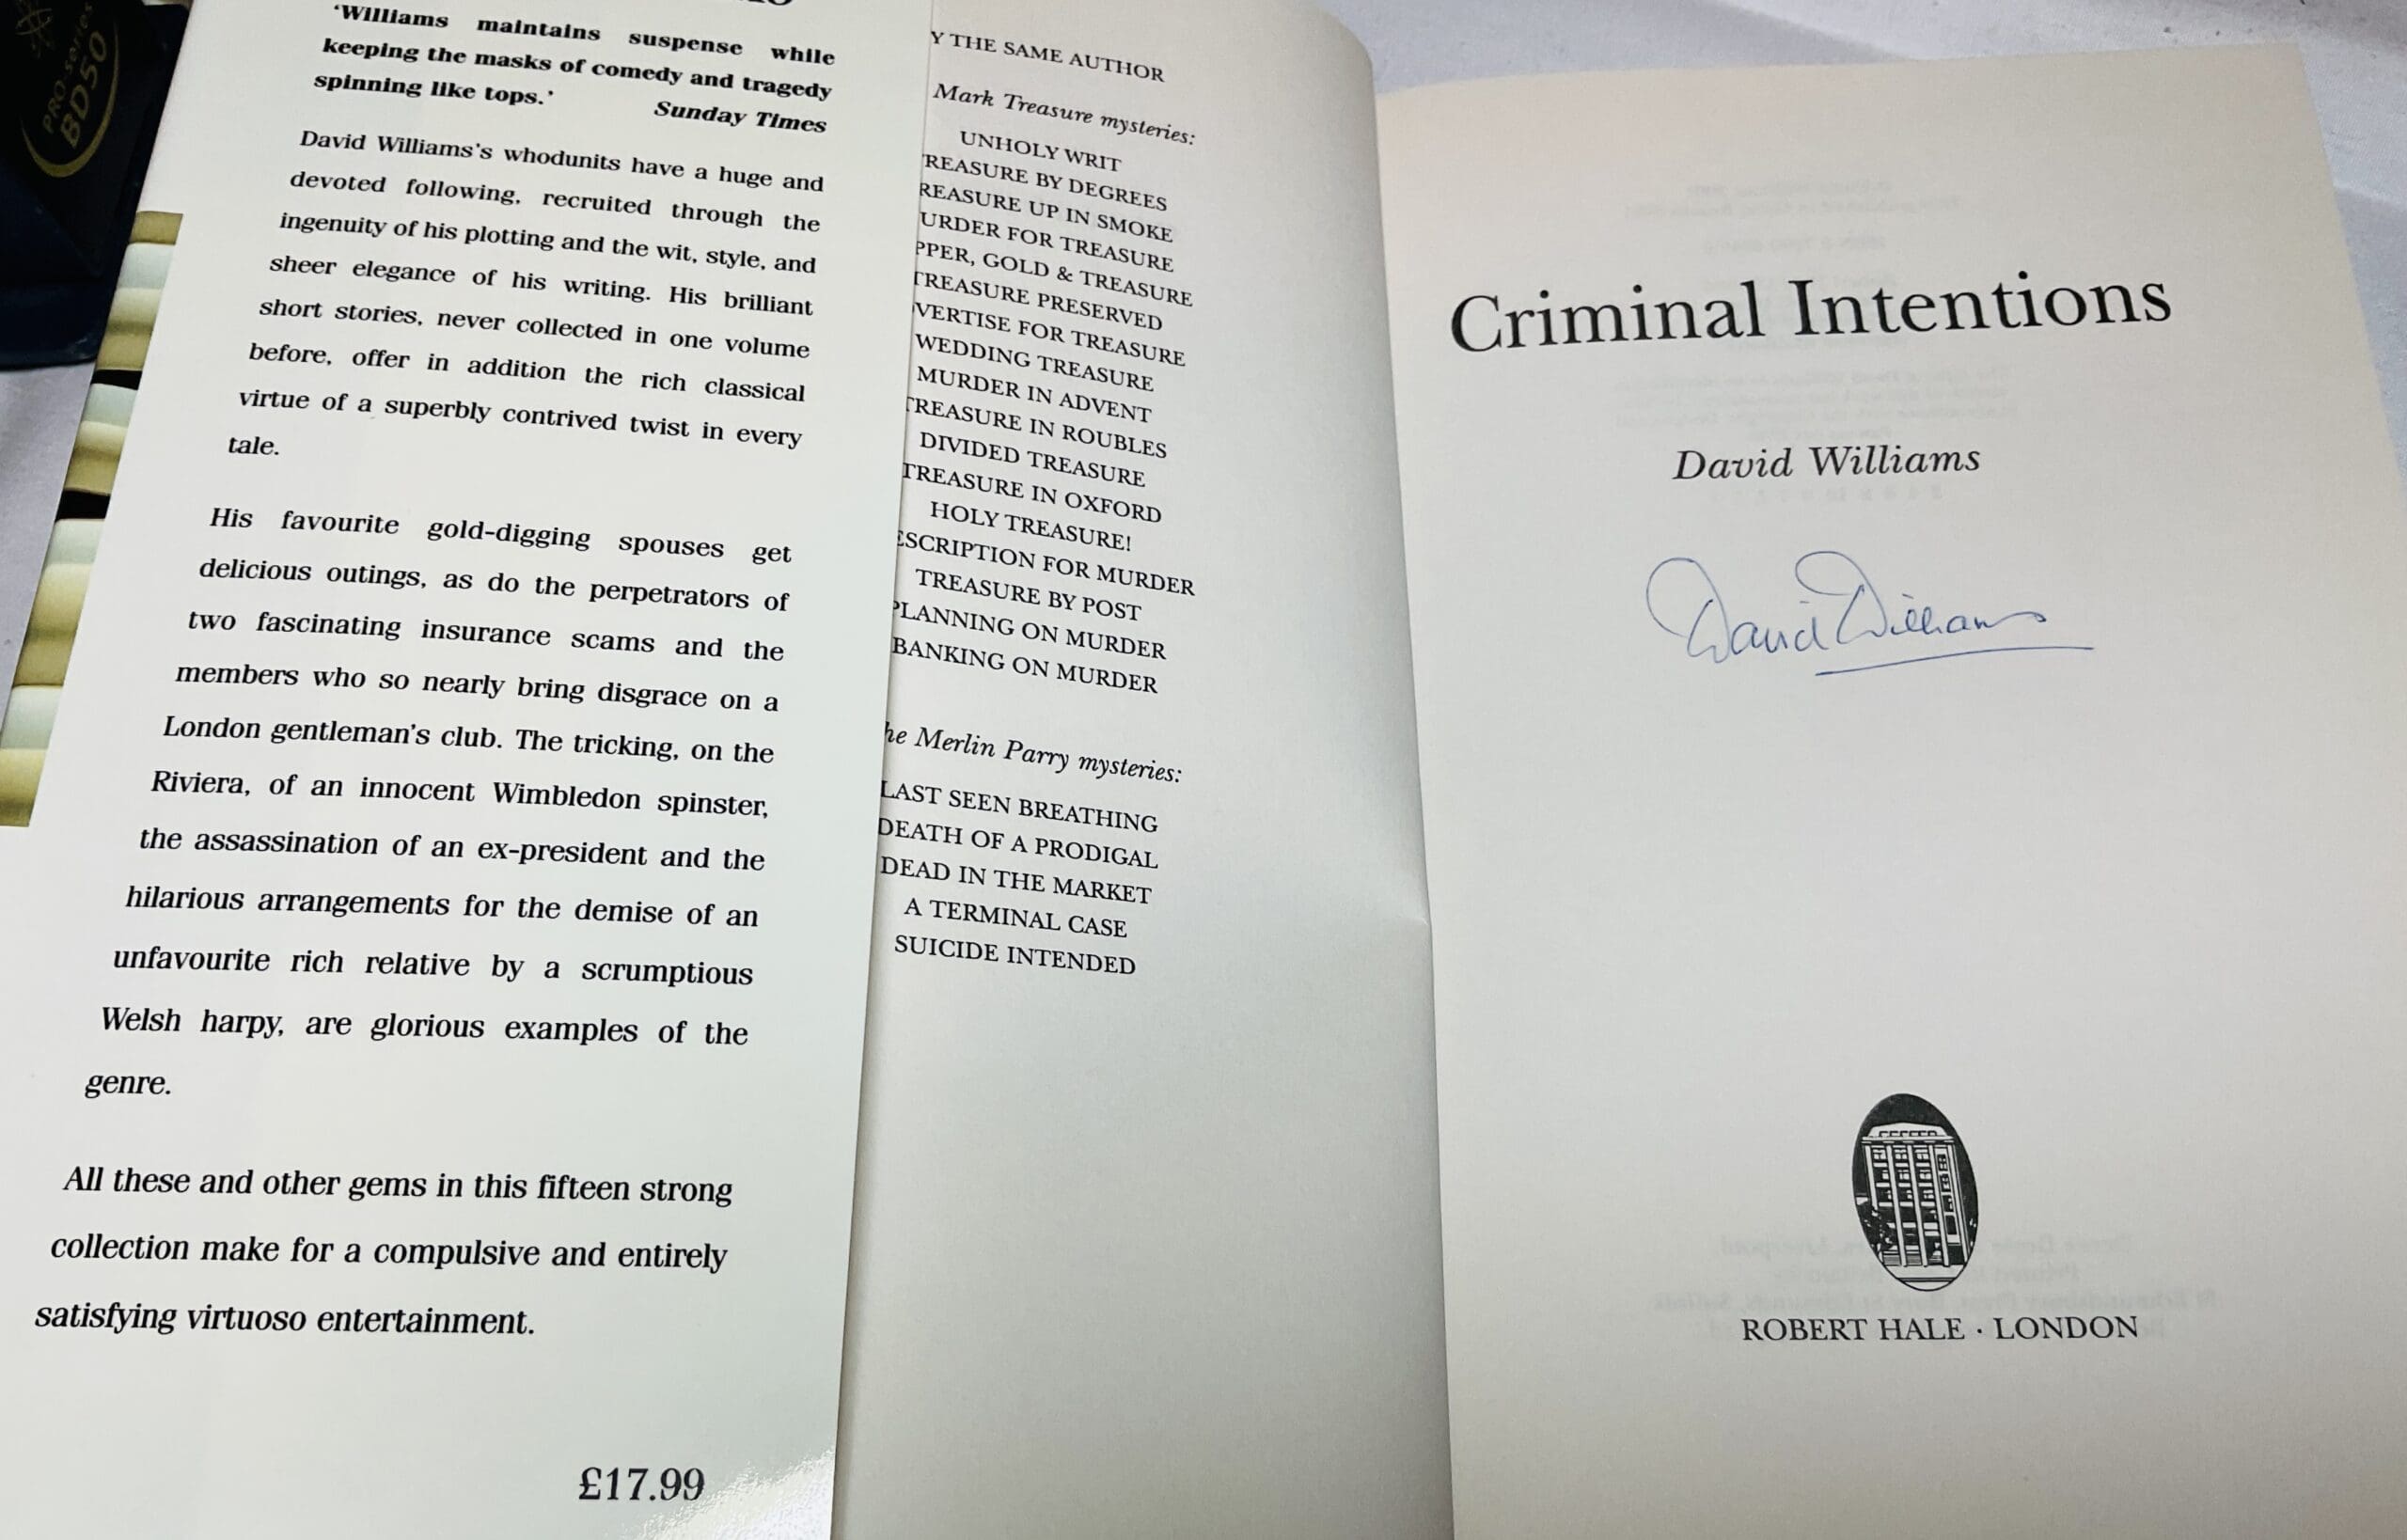 PRO series
BD50
'Williams maintains suspense while
keeping the masks of comedy and tragedy
spinning like tops.'
Sunday Times
David Williams's whodunits have a huge and
devoted following, recruited through the
ingenuity of his plotting and the wit, style, and
sheer elegance of his writing. His brilliant
short stories, never collected in one volume
before, offer in addition the rich classical
virtue of a superbly contrived twist in every
tale.
His favourite gold-digging spouses get
delicious outings, as do the perpetrators of
two fascinating insurance scams and the
members who so nearly bring disgrace on a
London gentleman's club. The tricking, on the
Riviera, of an innocent Wimbledon spinster,
the assassination of an ex-president and the
hilarious arrangements for the demise of an
unfavourite rich relative by a scrumptious
Welsh harpy, are glorious examples of the
genre.
All these and other gems in this fifteen strong
collection make for a compulsive and entirely
satisfying virtuoso entertainment.
£17.99
Y THE SAME AUTHOR
Mark Treasure mysteries:
UNHOLY WRIT
REASURE BY DEGREES
REASURE UP IN SMOKE
URDER FOR TREASURE
PPER, GOLD & TREASURE
TREASURE PRESERVED
VERTISE FOR TREASURE
WEDDING TREASURE
MURDER IN ADVENT
TREASURE IN ROUBLES
DIVIDED TREASURE
TREASURE IN OXFORD
HOLY TREASURE!
ESCRIPTION FOR MURDER
TREASURE BY POST
PLANNING ON MURDER
BANKING ON MURDER
he Merlin Parry mysteries:
LAST SEEN BREATHING
DEATH OF A PRODIGAL
DEAD IN THE MARKET
A TERMINAL CASE
SUICIDE INTENDED
Criminal Intentions
David Williams
David Williams
ROBERT HALE · LONDON